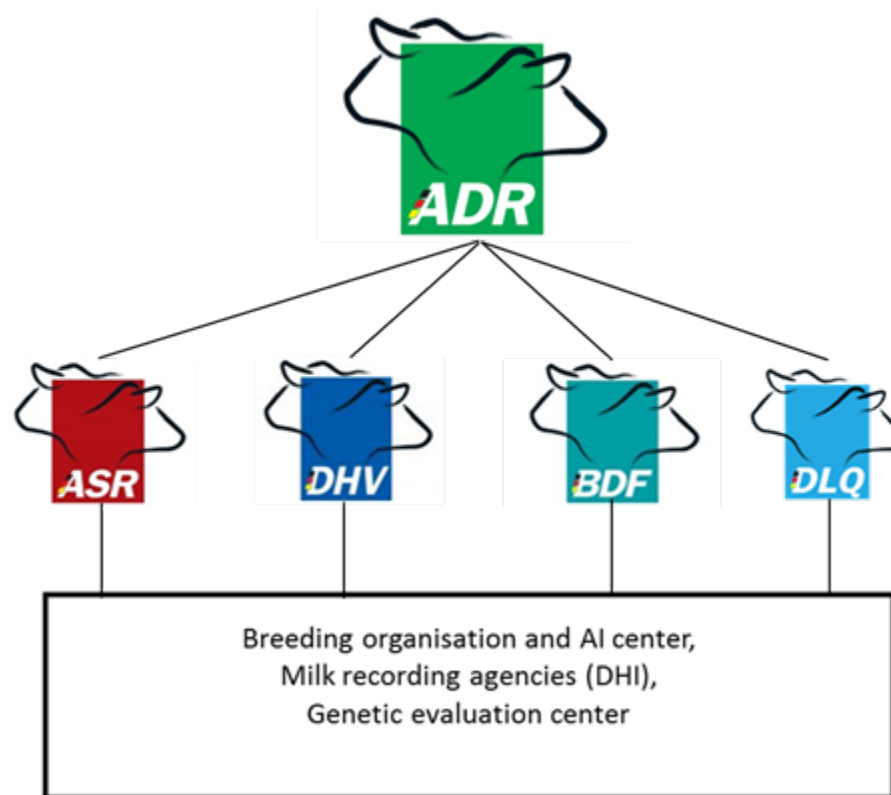 ADR
ASR
DHV
BDF
DLQ
Breeding organisation and AI center,
Milk recording agencies (DHI),
Genetic evaluation center